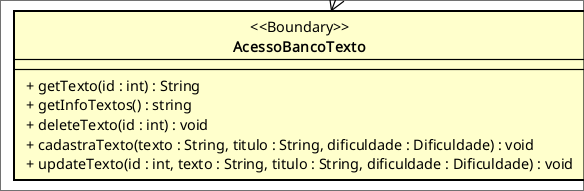 <<Boundary>>
AcessoBancoTexto
+ getTexto(id : int) : String
+ getInfoTextos() : string
+ deleteTexto(id : int) : void
+ cadastraTexto(texto : String, titulo : String, dificuldade : Dificuldade) : void
+ updateTexto(id : int, texto : String, titulo : String, dificuldade : Dificuldade) : void